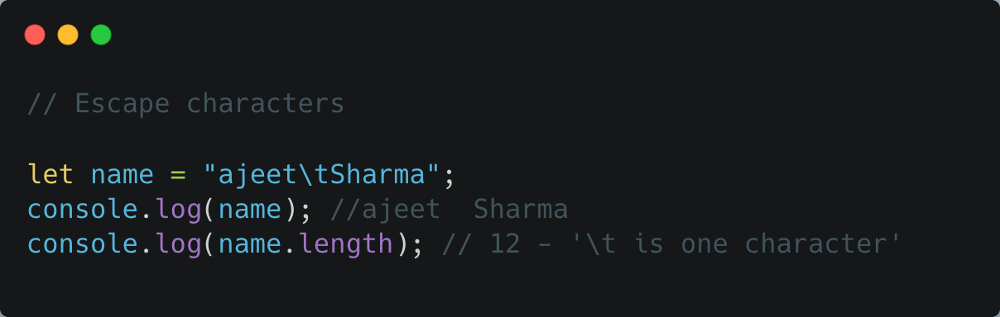 // Escape characters
let name = "ajeet\tSharma";
console.log(name); //ajeet  Sharma
console.log(name.length); // 12 - '\t is one character'